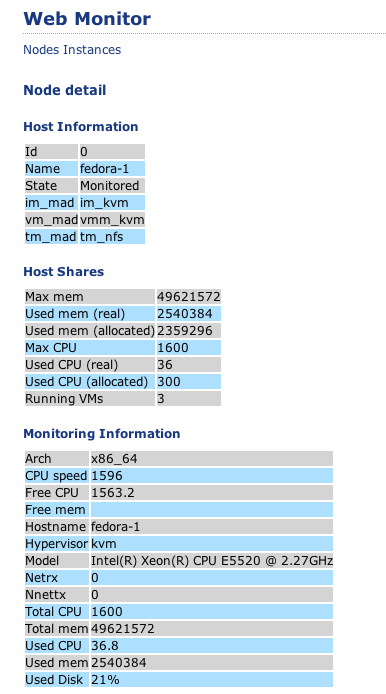 Web Monitor
Nodes Instances
Node detail
Host Information
Id 0
Name fedora-1
State Monitored
im_mad im_kvm
vm_mad vmm_kvm
tm_mad tm_nfs
Host Shares
Max mem 49621572
Used mem (real) 2540384
Used mem (allocated) 2359296
Max CPU 1600
Used CPU (real) 36
Used CPU (allocated) 300
Running VMs 3
Monitoring Information
Arch x86_64
CPU speed 1596
Free CPU 1563.2
Free mem
Hostname fedora-1
Hypervisor kvm
Model Intel(R) Xeon(R) CPU E5520 @ 2.27GHz
Netrx 0
Nnettx 0
Total CPU 1600
Total mem 49621572
Used CPU 36.8
Used mem 2540384
Used Disk 21%